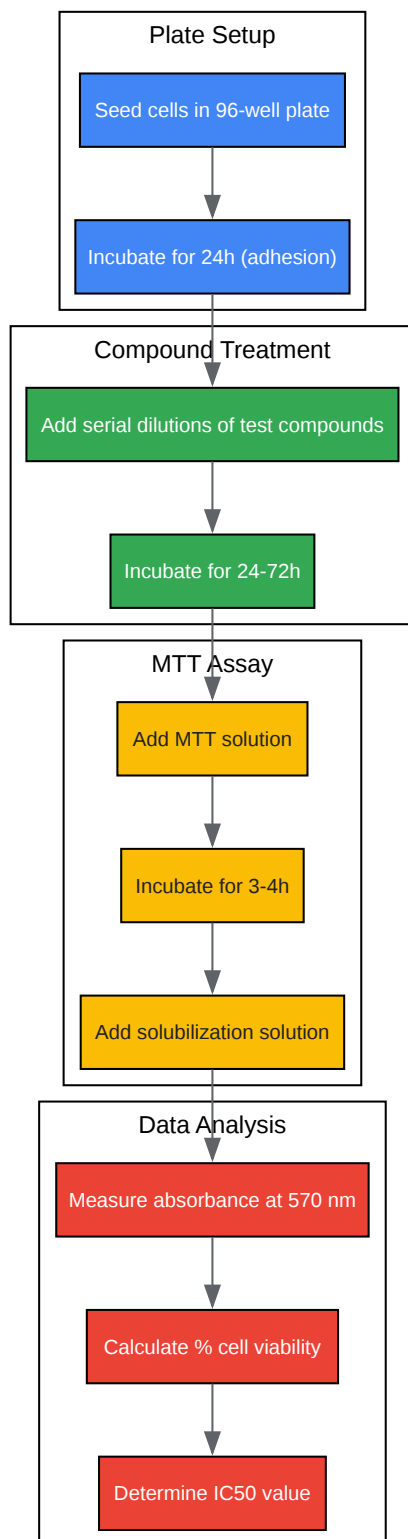 Plate Setup
Seed cells in 96-well plate
Incubate for 24h (adhesion)
Compound Treatment
Add serial dilutions of test compounds
Incubate for 24-72h
MTT Assay
Add MTT solution
Incubate for 3-4h
Add solubilization solution
Data Analysis
Measure absorbance at 570 nm
Calculate % cell viability
Determine IC50 value